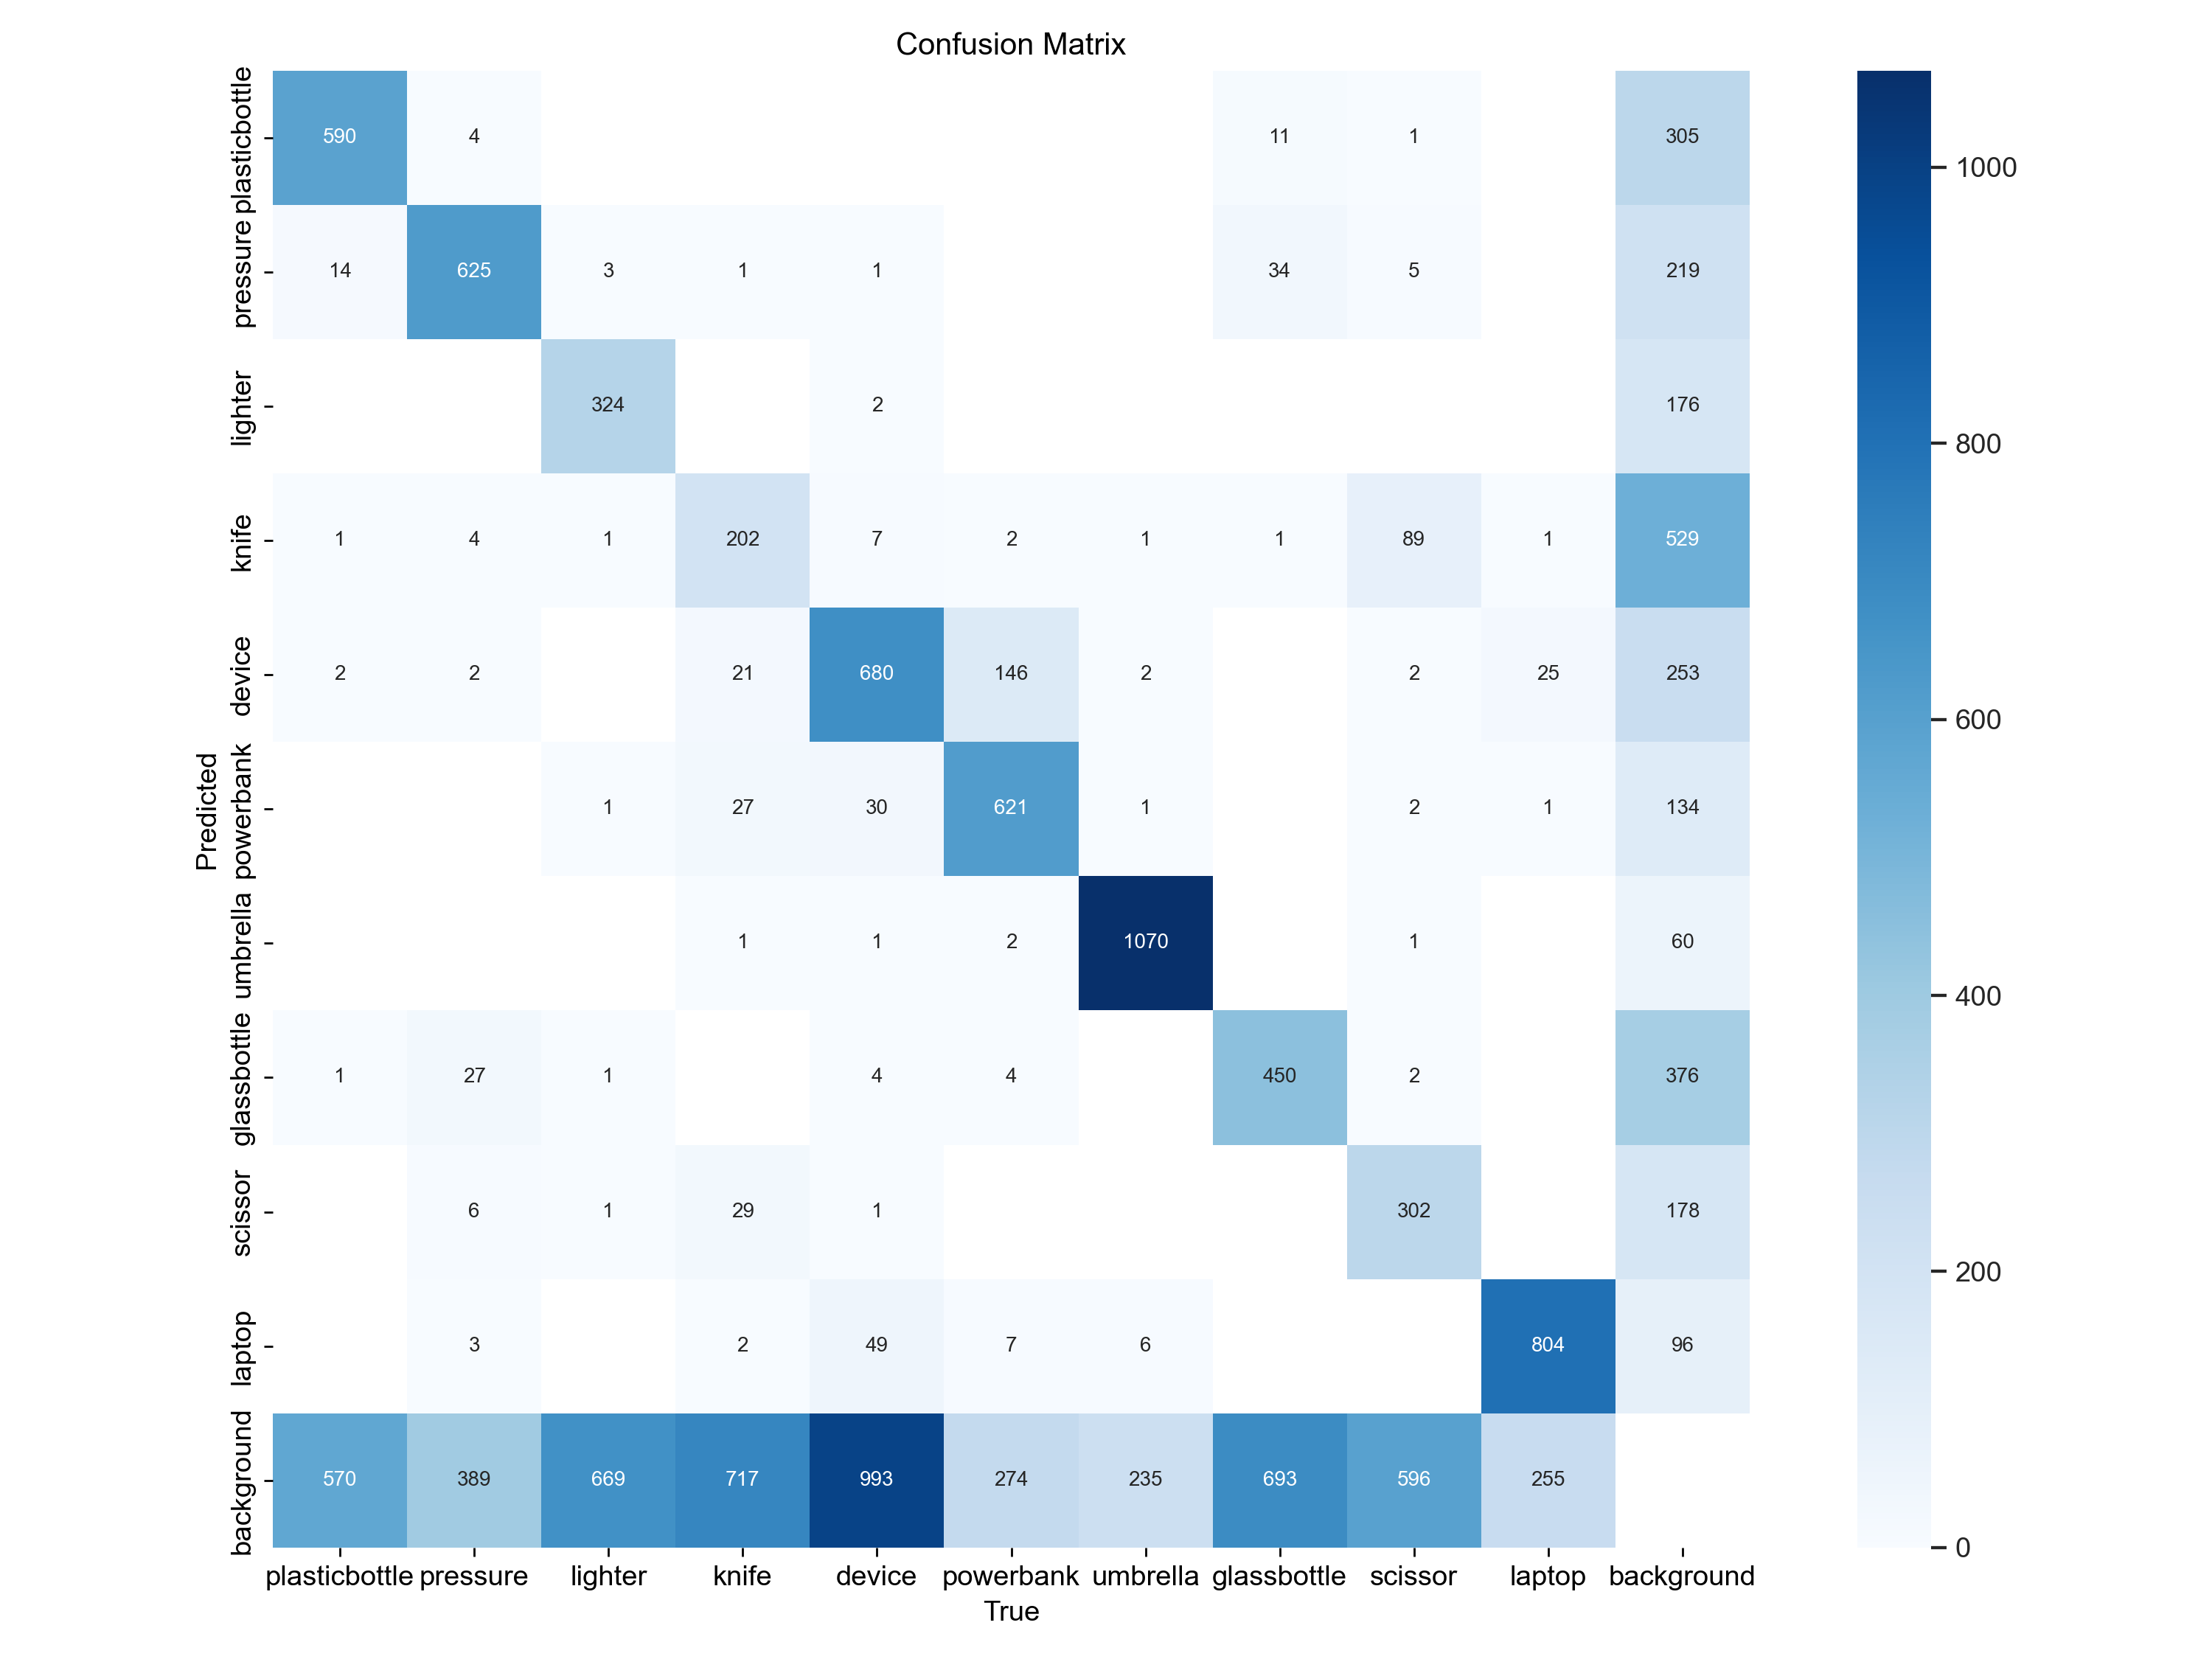 Confusion Matrix
plasticbottle 590 4 11 1 305
pressure 14 625 3 1 1 34 5 219
lighter 324 2 176
knife 1 4 1 202 7 2 1 1 89 1 529
device 2 2 21 680 146 2 2 25 253
powerbank 1 27 30 621 1 2 1 134
umbrella 1 1 2 1070 1 60
glassbottle 1 27 1 4 4 450 2 376
scissor 6 1 29 1 302 178
laptop 3 2 49 7 6 804 96
background 570 389 669 717 993 274 235 693 596 255
Predicted
plasticbottle pressure lighter knife device powerbank umbrella glassbottle scissor laptop background
True
1000
800
600
400
200
0